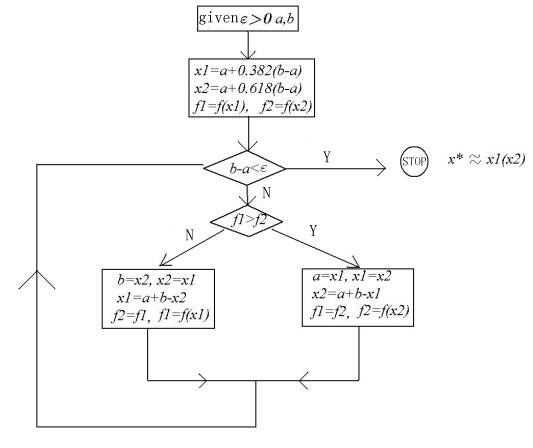 given ε>0 a,b
x1=a+0.382(b-a)
x2=a+0.618(b-a)
f1=f(x1), f2=f(x2)
b-a<ε
Y
STOP
x* ≈ x1(x2)
N
f1>f2
N
Y
b=x2, x2=x1
x1=a+b-x2
f2=f1, f1=f(x1)
a=x1, x1=x2
x2=a+b-x1
f1=f2, f2=f(x2)